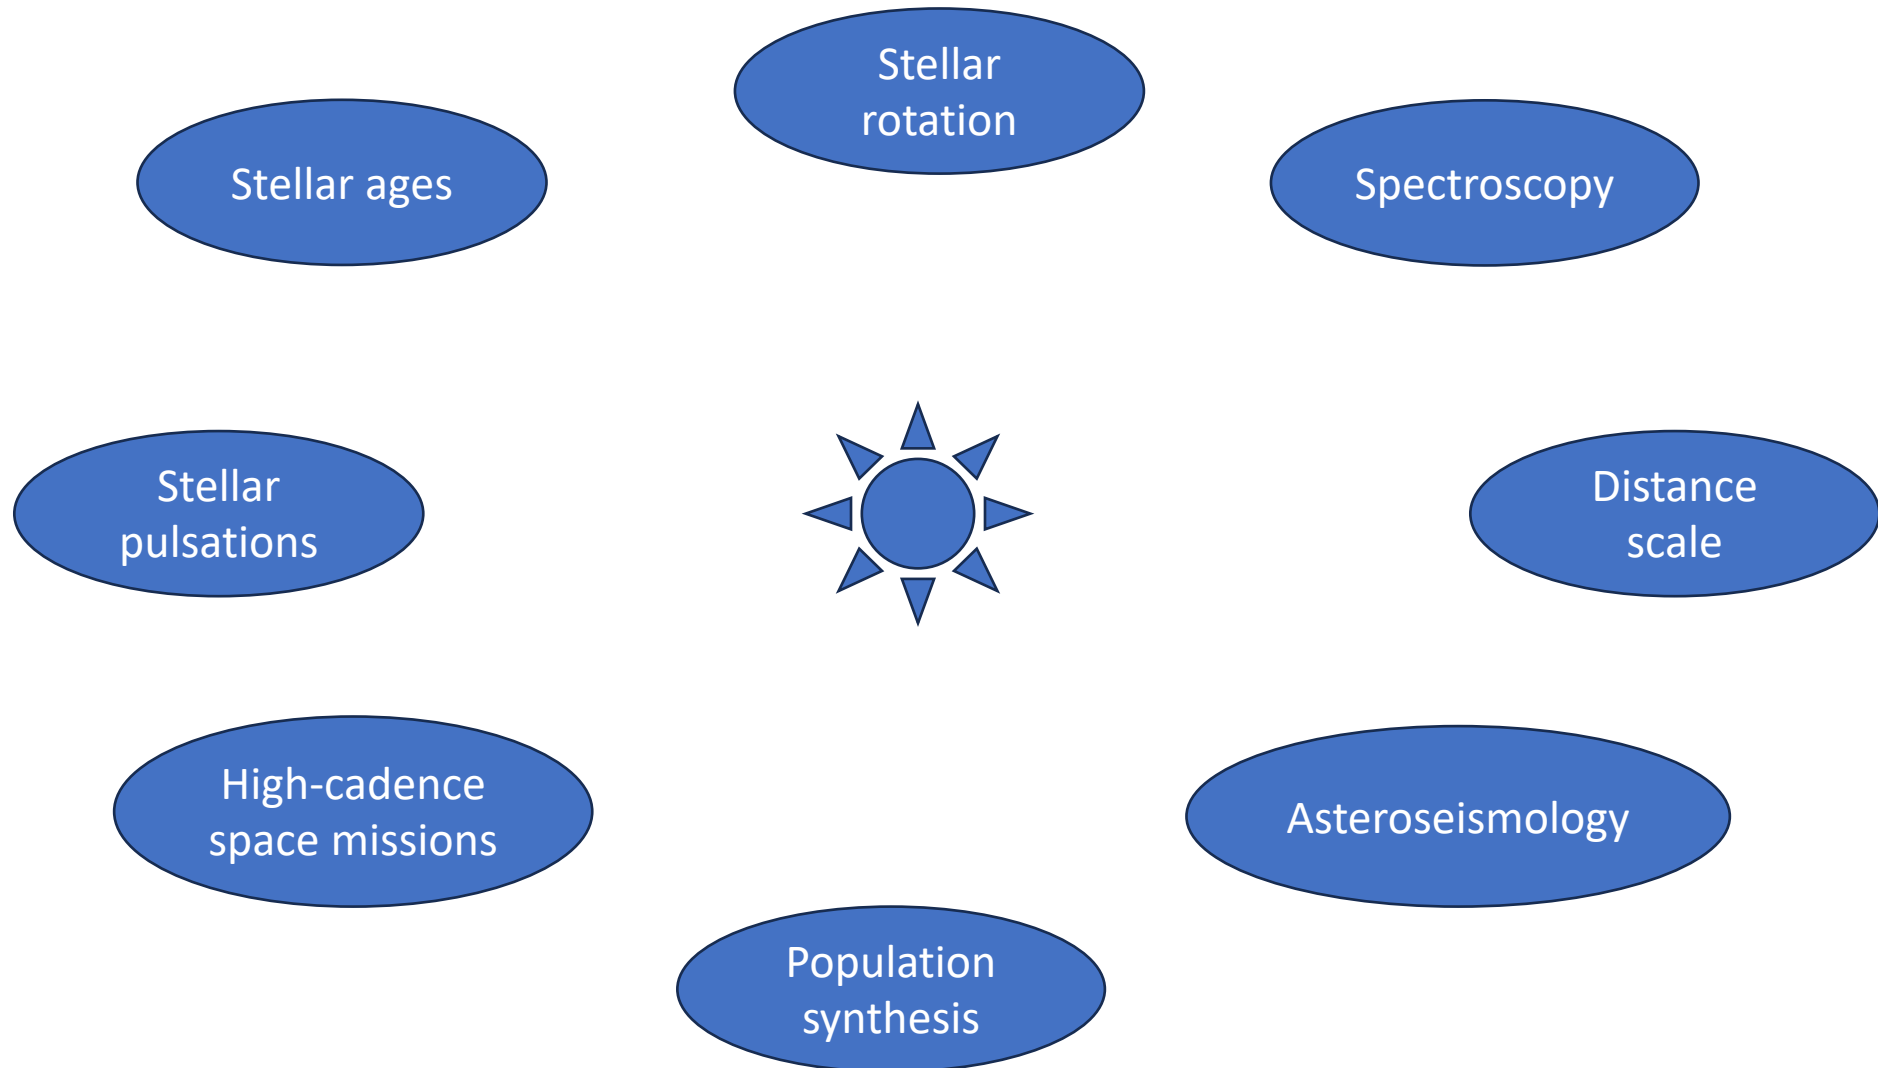 Stellar
rotation
Stellar ages
Spectroscopy
Stellar
pulsations
Distance
scale
High-cadence
space missions
Asteroseismology
Population
synthesis